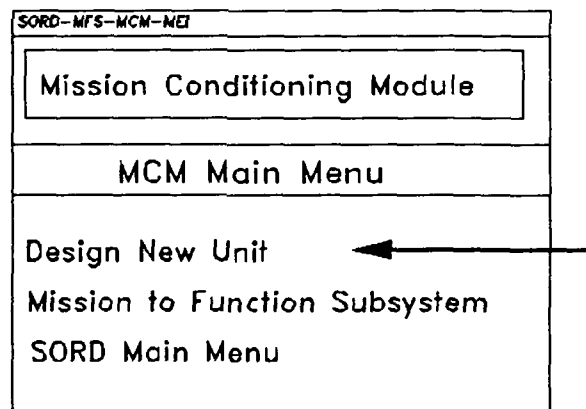 SORD-MFS-MCM-MEI
Mission Conditioning Module
MCM Main Menu
Design New Unit
Mission to Function Subsystem
SORD Main Menu